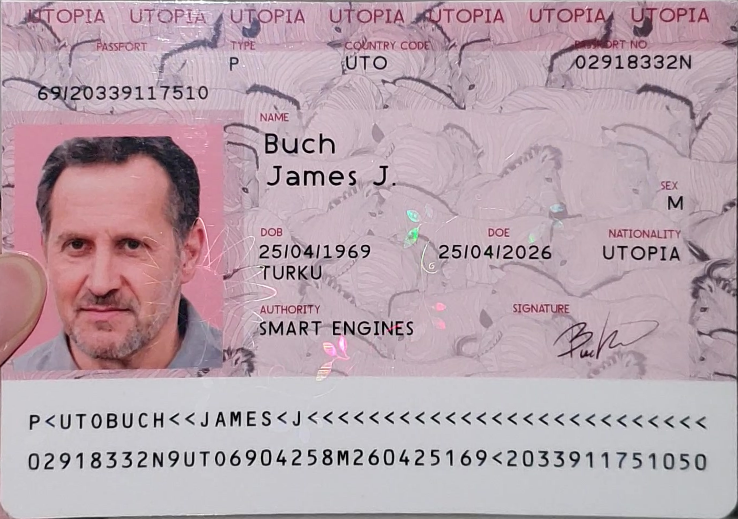 UTOPIA UTOPIA UTOPIA UTOPIA UTOPIA UTOPIA UTOPIA
PASSPORT TYPE COUNTRY CODE PASSPORT NO
P UTO 02918332N
69/20339117510
NAME
Buch
James J.
SEX
M
DOB DOE NATIONALITY
25/04/1969 25/04/2026 UTOPIA
TURKU
AUTHORITY SIGNATURE
SMART ENGINES
P<UTOBUCH<<JAMES<J<<<<<<<<<<<<<<<<<<<<<<<<<<
02918332N9UTO6904258M260425169<2033911751050